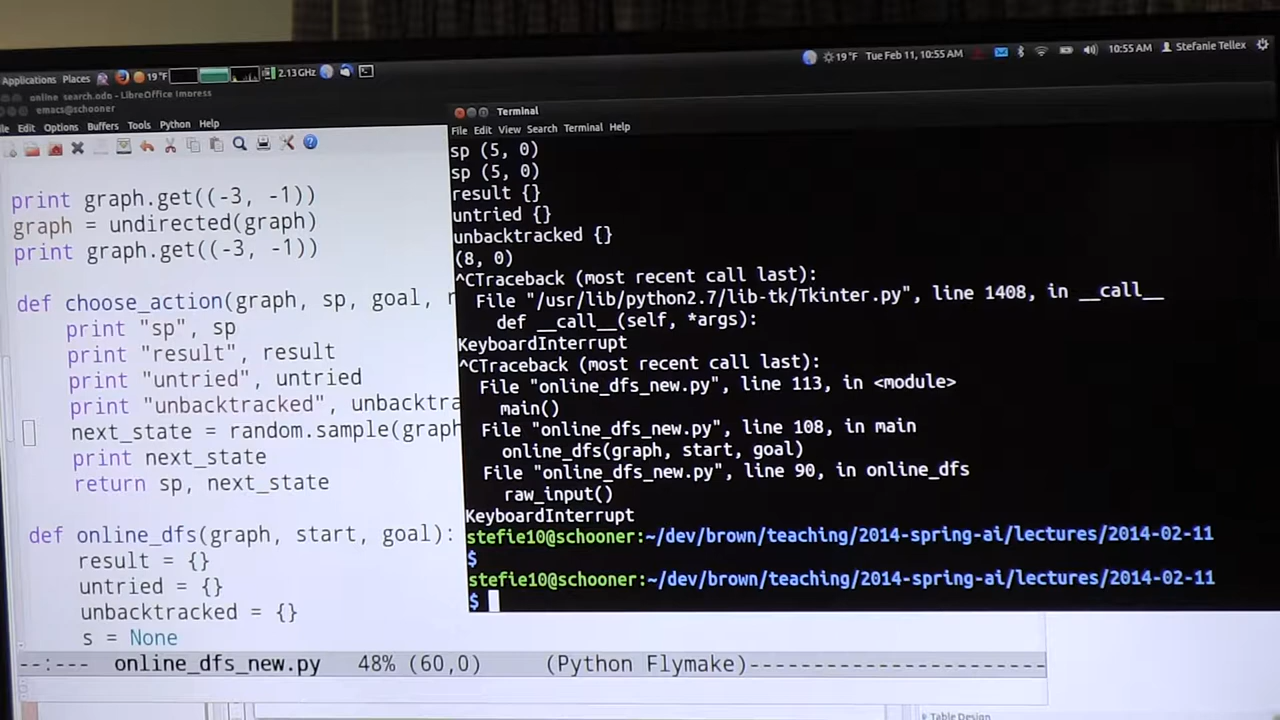 Applications Places 19 °F 2.13 GHz 19 °F Tue Feb 11, 10:55 AM 10:55 AM Stefanie Tellex
online_search.odp - LibreOffice Impress
emacs@schooner
Edit Options Buffers Tools Python Help
print graph.get((-3, -1))
graph = undirected(graph)
print graph.get((-3, -1))
def choose_action(graph, sp, goal, r
print "sp", sp
print "result", result
print "untried", untried
print "unbacktracked", unbacktra
next_state = random.sample(graph
print next_state
return sp, next_state
def online_dfs(graph, start, goal):
result = {}
untried = {}
unbacktracked = {}
s = None
--:--- online_dfs_new.py 48% (60,0) (Python Flymake)-----------------------
Terminal
File Edit View Search Terminal Help
sp (5, 0)
sp (5, 0)
result {}
untried {}
unbacktracked {}
(8, 0)
^CTraceback (most recent call last):
File "/usr/lib/python2.7/lib-tk/Tkinter.py", line 1408, in __call__
def __call__(self, *args):
KeyboardInterrupt
^CTraceback (most recent call last):
File "online_dfs_new.py", line 113, in <module>
main()
File "online_dfs_new.py", line 108, in main
online_dfs(graph, start, goal)
File "online_dfs_new.py", line 90, in online_dfs
raw_input()
KeyboardInterrupt
stefie10@schooner:~/dev/brown/teaching/2014-spring-ai/lectures/2014-02-11
$
stefie10@schooner:~/dev/brown/teaching/2014-spring-ai/lectures/2014-02-11
$
Table Design